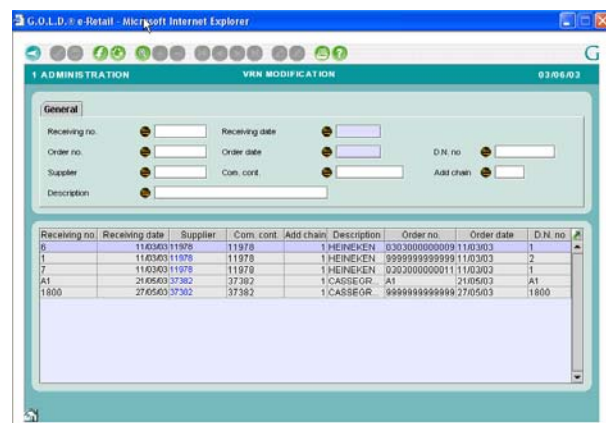 G.O.L.D.® e-Retail - Microsoft Internet Explorer
G
1 ADMINISTRATION VRN MODIFICATION 03/06/03
General
Receiving no. Receiving date
Order no. Order date D.N. no
Supplier Com. cont. Add chain
Description
Receiving no. Receiving date Supplier Com. cont. Add chain Description Order no. Order date D.N. no
6 11/03/03 11978 11978 1 HEINEKEN 0303000000009 11/03/03 1
1 11/03/03 11978 11978 1 HEINEKEN 9999999999999 11/03/03 2
7 11/03/03 11978 11978 1 HEINEKEN 0303000000011 11/03/03 1
A1 21/05/03 37382 37382 1 CASSEGR... A1 21/05/03 A1
1800 27/05/03 37382 37382 1 CASSEGR... 9999999999999 27/05/03 1800